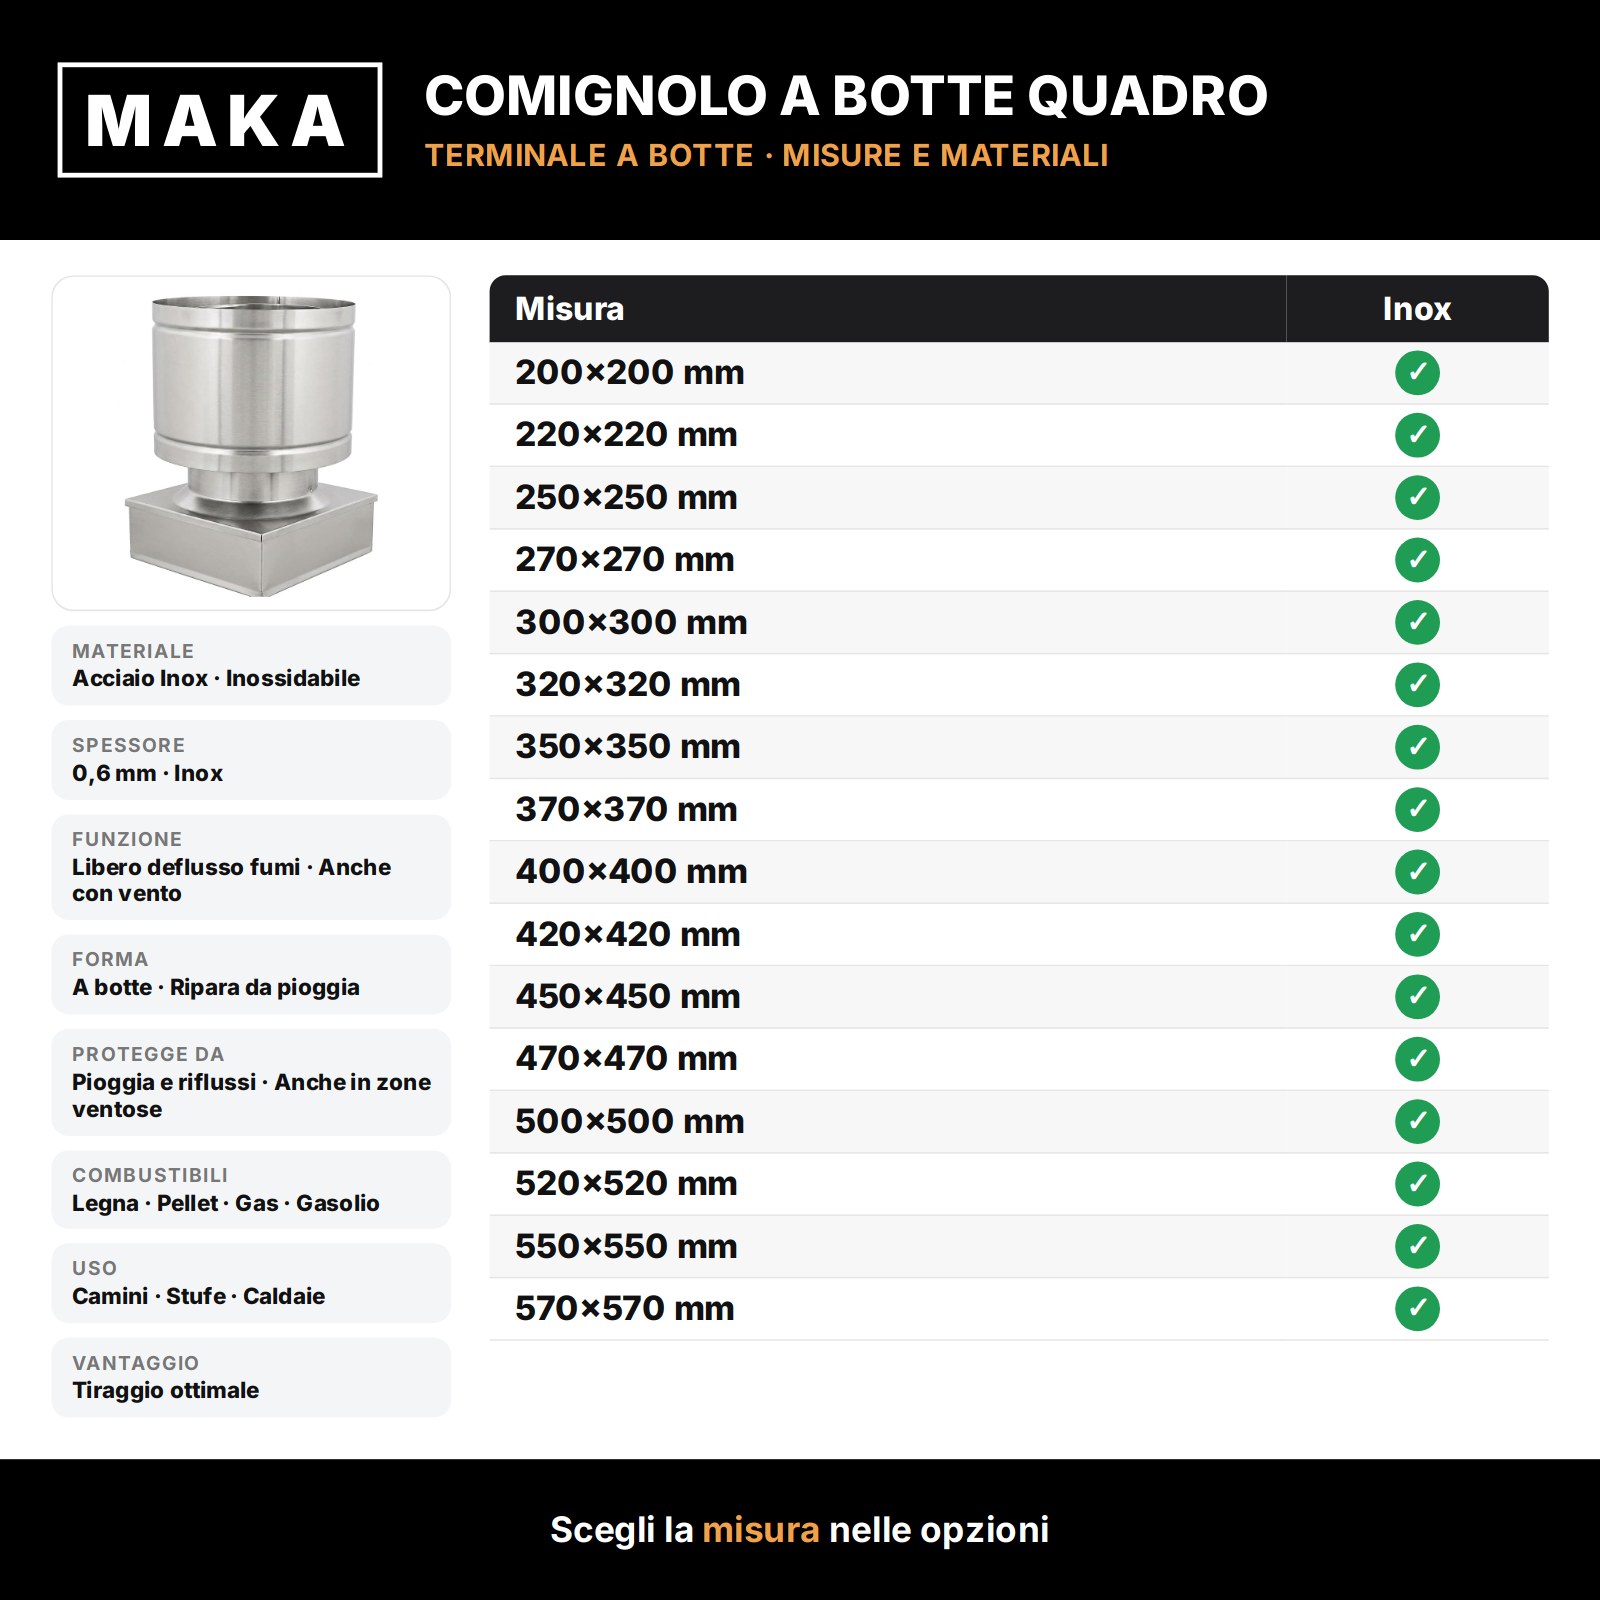 MAKA
COMIGNOLO A BOTTE QUADRO
TERMINALE A BOTTE · MISURE E MATERIALI
MATERIALE
Acciaio Inox · Inossidabile
SPESSORE
0,6 mm · Inox
FUNZIONE
Libero deflusso fumi · Anche
con vento
FORMA
A botte · Ripara da pioggia
PROTEGGE DA
Pioggia e riflussi · Anche in zone
ventose
COMBUSTIBILI
Legna · Pellet · Gas · Gasolio
USO
Camini · Stufe · Caldaie
VANTAGGIO
Tiraggio ottimale
Misura Inox
200×200 mm ✓
220×220 mm ✓
250×250 mm ✓
270×270 mm ✓
300×300 mm ✓
320×320 mm ✓
350×350 mm ✓
370×370 mm ✓
400×400 mm ✓
420×420 mm ✓
450×450 mm ✓
470×470 mm ✓
500×500 mm ✓
520×520 mm ✓
550×550 mm ✓
570×570 mm ✓
Scegli la misura nelle opzioni